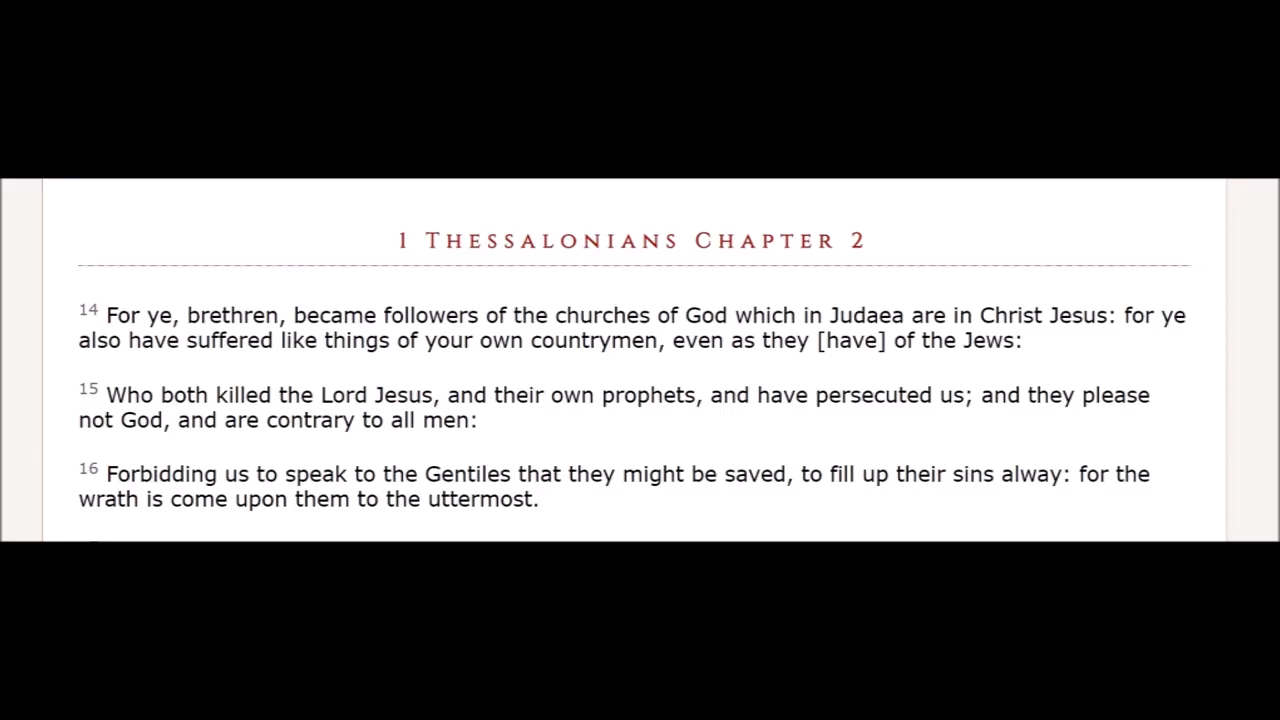 1 Thessalonians Chapter 2
14 For ye, brethren, became followers of the churches of God which in Judaea are in Christ Jesus: for ye
also have suffered like things of your own countrymen, even as they [have] of the Jews:
15 Who both killed the Lord Jesus, and their own prophets, and have persecuted us; and they please
not God, and are contrary to all men:
16 Forbidding us to speak to the Gentiles that they might be saved, to fill up their sins alway: for the
wrath is come upon them to the uttermost.